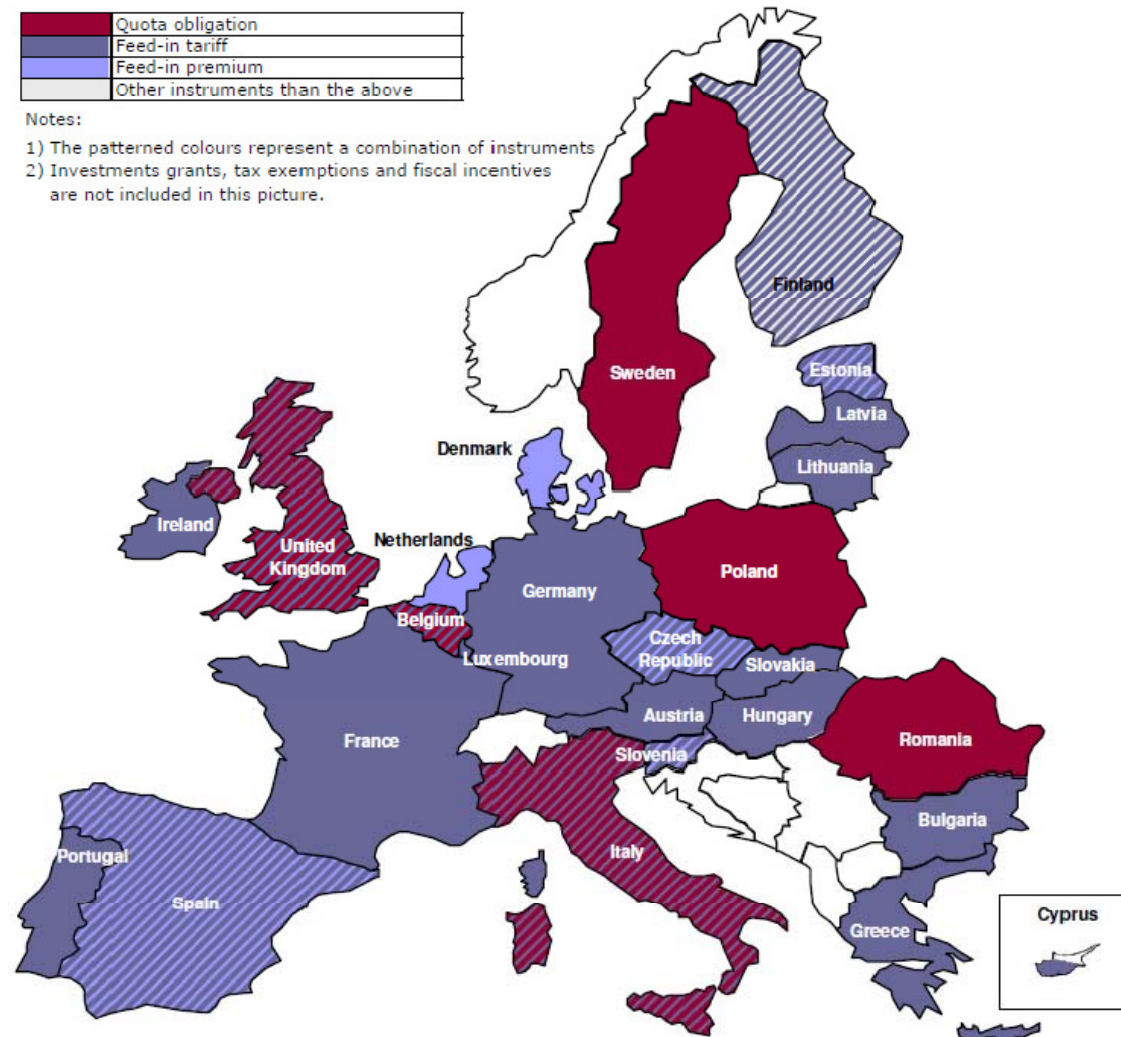 Quota obligation
Feed-in tariff
Feed-in premium
Other instruments than the above
Notes:
1) The patterned colours represent a combination of instruments
2) Investments grants, tax exemptions and fiscal incentives
are not included in this picture.
Finland
Sweden
Estonia
Latvia
Lithuania
Denmark
Ireland
United
Kingdom
Netherlands
Germany
Poland
Belgium
Luxembourg
Czech
Republic
Slovakia
Austria
Hungary
France
Slovenia
Romania
Bulgaria
Portugal
Spain
Italy
Greece
Cyprus